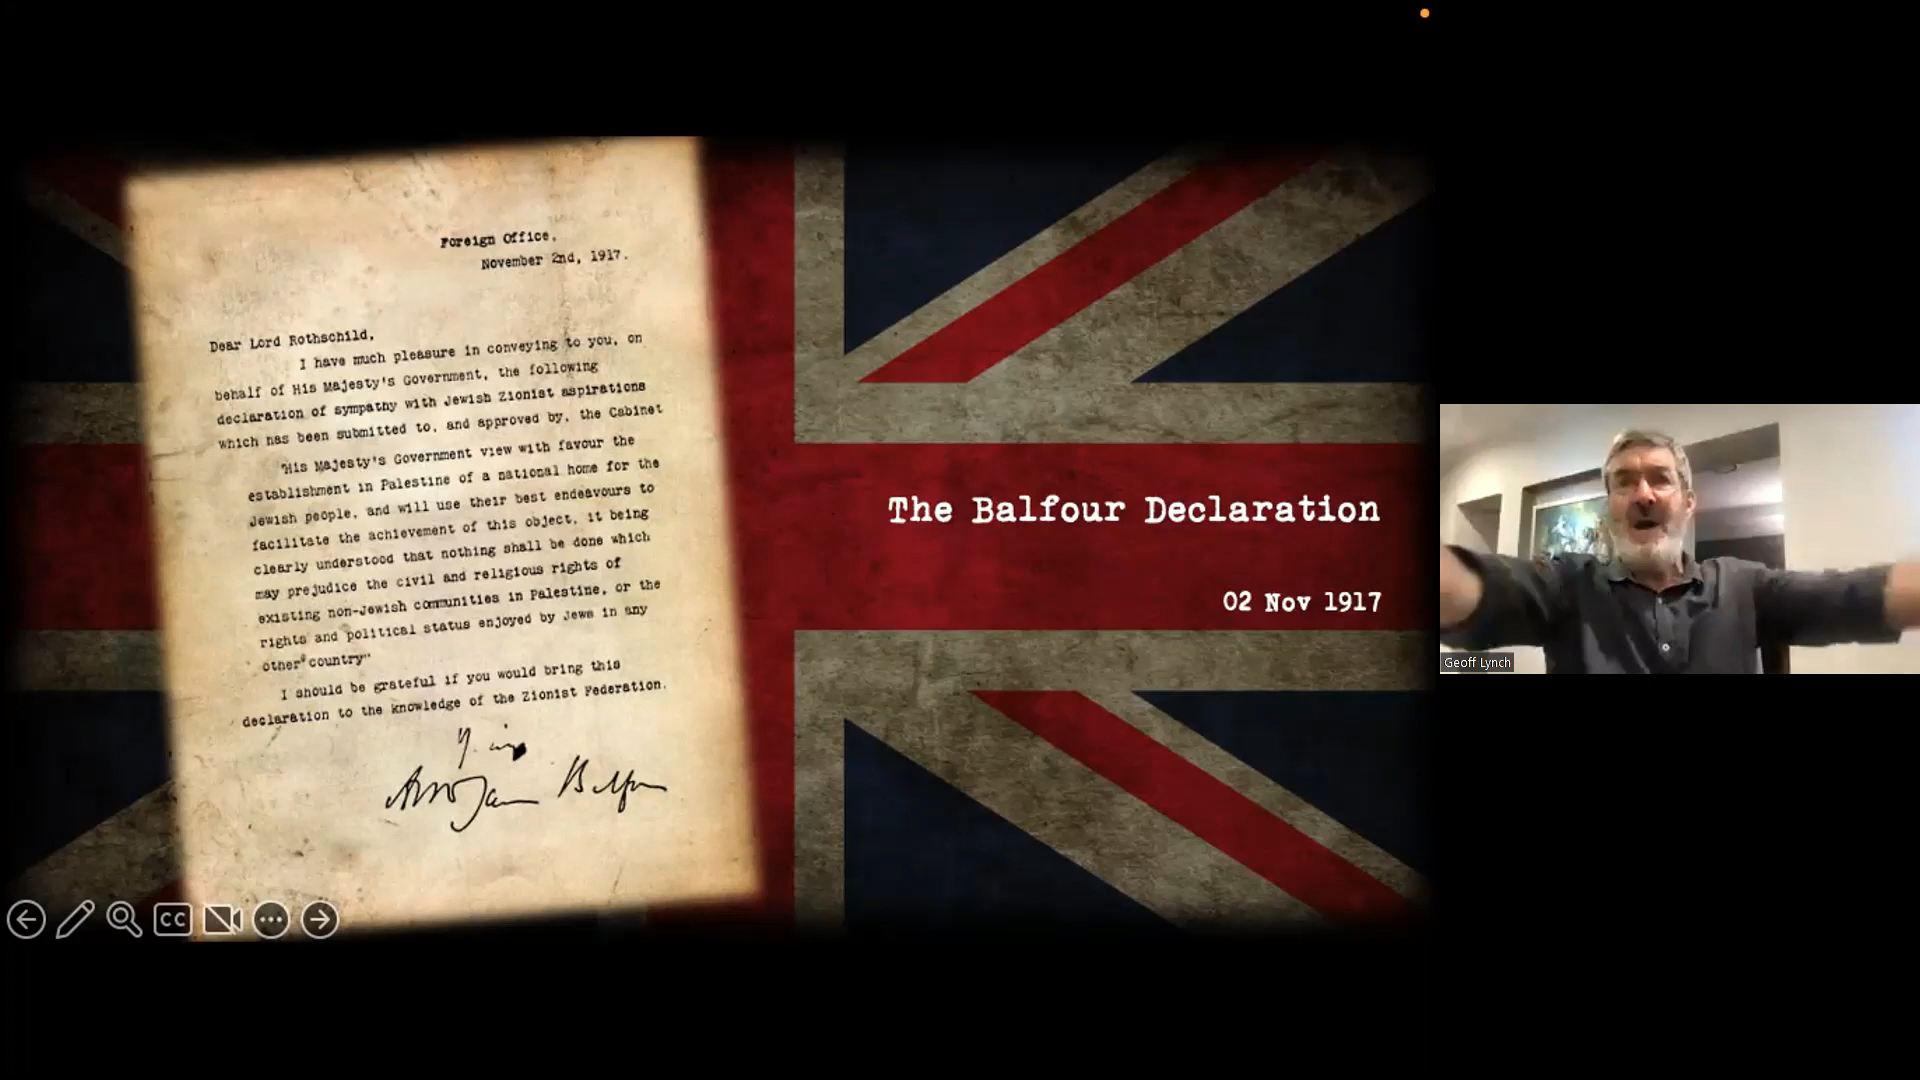 Foreign Office,
November 2nd, 1917.
Dear Lord Rothschild,
I have much pleasure in conveying to you, on
behalf of His Majesty's Government, the following
declaration of sympathy with Jewish Zionist aspirations
which has been submitted to, and approved by, the Cabinet
"His Majesty's Government view with favour the
establishment in Palestine of a national home for the
Jewish people, and will use their best endeavours to
facilitate the achievement of this object, it being
clearly understood that nothing shall be done which
may prejudice the civil and religious rights of
existing non-Jewish communities in Palestine, or the
rights and political status enjoyed by Jews in any
other country"
I should be grateful if you would bring this
declaration to the knowledge of the Zionist Federation.
Balfour
The Balfour Declaration
02 Nov 1917
CC
Geoff Lynch